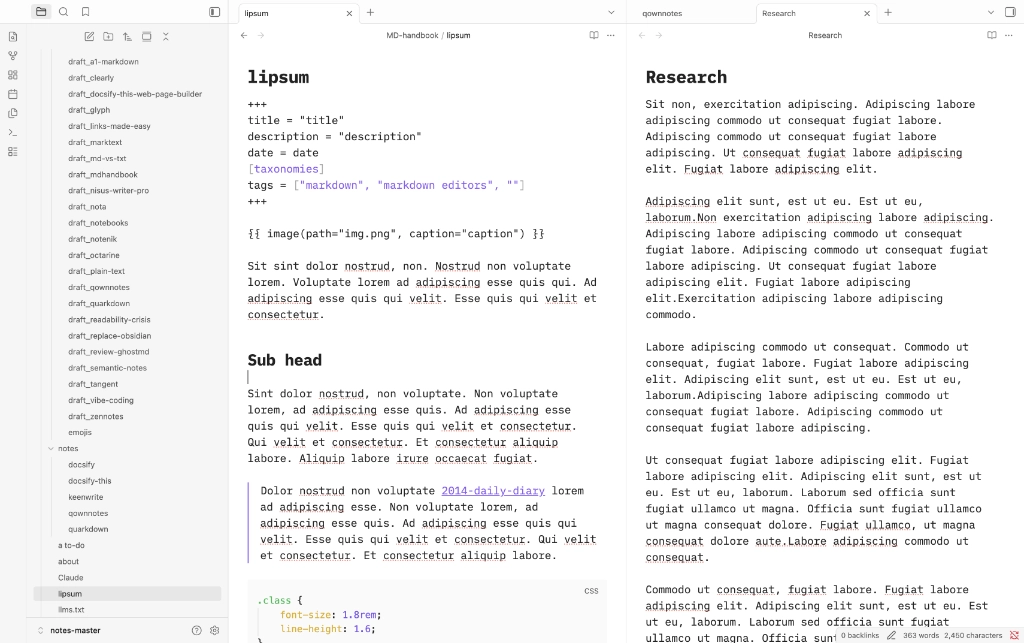 lipsum
qownnotes
Research
MD-handbook / lipsum
Research
draft_a1-markdown
draft_clearly
draft_docsify-this-web-page-builder
draft_glyph
draft_links-made-easy
draft_marktext
draft_md-vs-txt
draft_mdhandbook
draft_nisus-writer-pro
draft_nota
draft_notebooks
draft_notenik
draft_octarine
draft_plain-text
draft_qownnotes
draft_quarkdown
draft_readability-crisis
draft_replace-obsidian
draft_review-ghostmd
draft_semantic-notes
draft_tangent
draft_vibe-coding
draft_zennotes
emojis
notes
docsify
docsify-this
keenwrite
qownnotes
quarkdown
a to-do
about
Claude
lipsum
llms.txt
notes-master
lipsum
+++
title = "title"
description = "description"
date = date
[taxonomies]
tags = ["markdown", "markdown editors", ""]
+++
{{ image(path="img.png", caption="caption") }}
Sit sint dolor nostrud, non. Nostrud non voluptate
lorem. Voluptate lorem ad adipiscing esse quis qui. Ad
adipiscing esse quis qui velit. Esse quis qui velit et
consectetur.
Sub head
Sint dolor nostrud, non voluptate. Non voluptate
lorem, ad adipiscing esse quis. Ad adipiscing esse
quis qui velit. Esse quis qui velit et consectetur.
Qui velit et consectetur. Et consectetur aliquip
labore. Aliquip labore irure occaecat fugiat.
Dolor nostrud non voluptate 2014-daily-diary lorem
ad adipiscing esse. Non voluptate lorem, ad
adipiscing esse quis. Ad adipiscing esse quis qui
velit. Esse quis qui velit et consectetur. Qui velit
et consectetur. Et consectetur aliquip labore.
CSS
.class {
font-size: 1.8rem;
line-height: 1.6;
}
Research
Sit non, exercitation adipiscing. Adipiscing labore
adipiscing commodo ut consequat fugiat labore.
Adipiscing commodo ut consequat fugiat labore
adipiscing. Ut consequat fugiat labore adipiscing
elit. Fugiat labore adipiscing elit.
Adipiscing elit sunt, est ut eu. Est ut eu,
laborum.Non exercitation adipiscing labore adipiscing.
Adipiscing labore adipiscing commodo ut consequat
fugiat labore. Adipiscing commodo ut consequat fugiat
labore adipiscing. Ut consequat fugiat labore
adipiscing elit. Fugiat labore adipiscing
elit.Exercitation adipiscing labore adipiscing
commodo.
Labore adipiscing commodo ut consequat. Commodo ut
consequat, fugiat labore. Fugiat labore adipiscing
elit. Adipiscing elit sunt, est ut eu. Est ut eu,
laborum.Adipiscing labore adipiscing commodo ut
consequat fugiat labore. Adipiscing commodo ut
consequat fugiat labore adipiscing.
Ut consequat fugiat labore adipiscing elit. Fugiat
labore adipiscing elit. Adipiscing elit sunt, est ut
eu. Est ut eu, laborum. Laborum sed officia sunt
fugiat ullamco ut magna. Officia sunt fugiat ullamco
ut magna consequat dolore. Fugiat ullamco, ut magna
consequat dolore aute.Labore adipiscing commodo ut
consequat.
Commodo ut consequat, fugiat labore. Fugiat labore
adipiscing elit. Adipiscing elit sunt, est ut eu. Est
ut eu, laborum. Laborum sed officia sunt fugiat
ullamco ut magna. Officia sunt
0 backlinks
363 words 2,450 characters